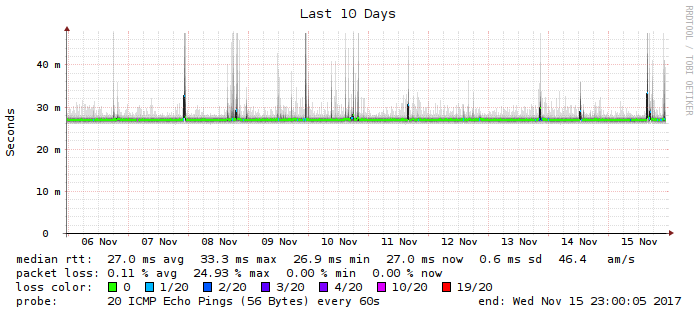 Last 10 Days
RRDTOOL / TOBI OETIKER
Seconds
40 m
30 m
20 m
10 m
0
06 Nov 07 Nov 08 Nov 09 Nov 10 Nov 11 Nov 12 Nov 13 Nov 14 Nov 15 Nov
median rtt: 27.0 ms avg 33.3 ms max 26.9 ms min 27.0 ms now 0.6 ms sd 46.4 am/s
packet loss: 0.11 % avg 24.93 % max 0.00 % min 0.00 % now
loss color: 0 1/20 2/20 3/20 4/20 10/20 19/20
probe: 20 ICMP Echo Pings (56 Bytes) every 60s end: Wed Nov 15 23:00:05 2017